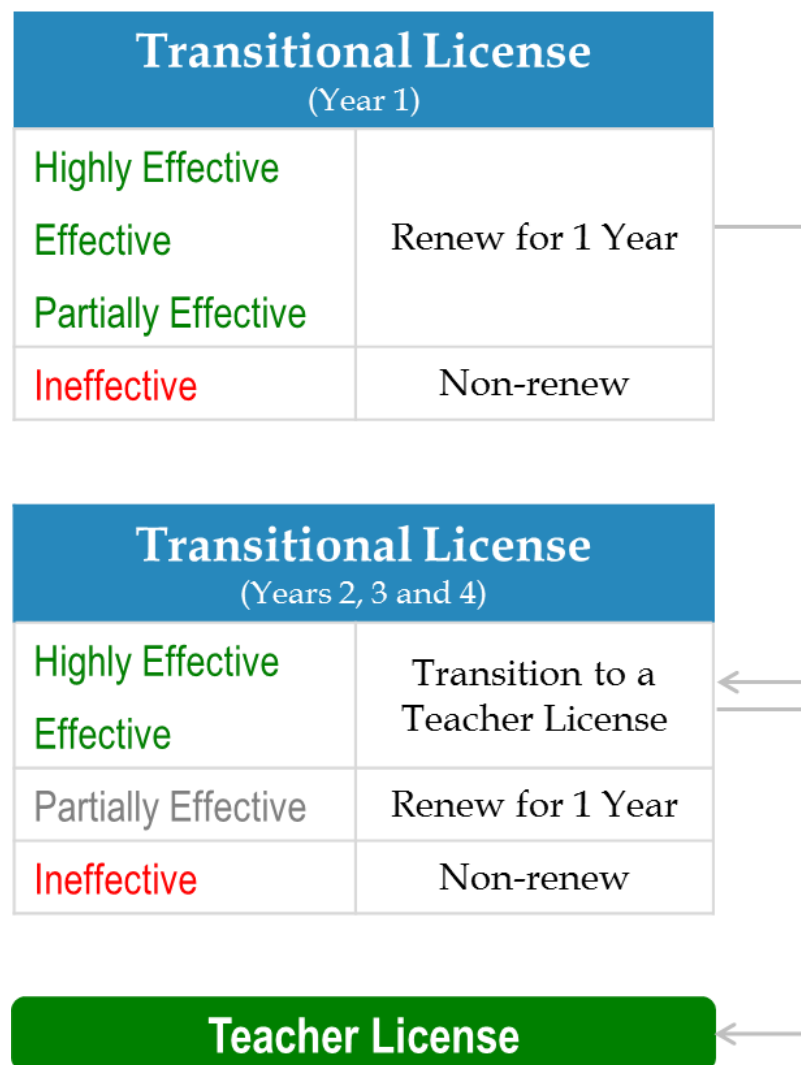 Transitional License
(Year 1)
Highly Effective
Effective
Partially Effective
Renew for 1 Year
Ineffective
Non-renew
Transitional License
(Years 2, 3 and 4)
Highly Effective
Effective
Transition to a
Teacher License
Partially Effective
Renew for 1 Year
Ineffective
Non-renew
Teacher License